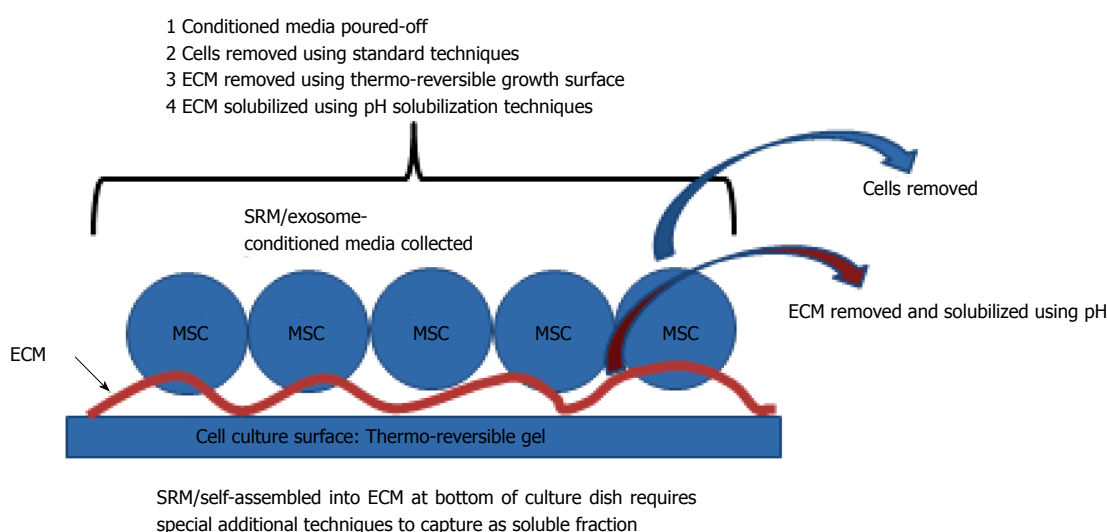 1 Conditioned media poured-off
2 Cells removed using standard techniques
3 ECM removed using thermo-reversible growth surface
4 ECM solubilized using pH solubilization techniques
Cells removed
SRM/exosome-
conditioned media collected
ECM removed and solubilized using pH
MSC MSC MSC MSC MSC
ECM
Cell culture surface: Thermo-reversible gel
SRM/self-assembled into ECM at bottom of culture dish requires
special additional techniques to capture as soluble fraction